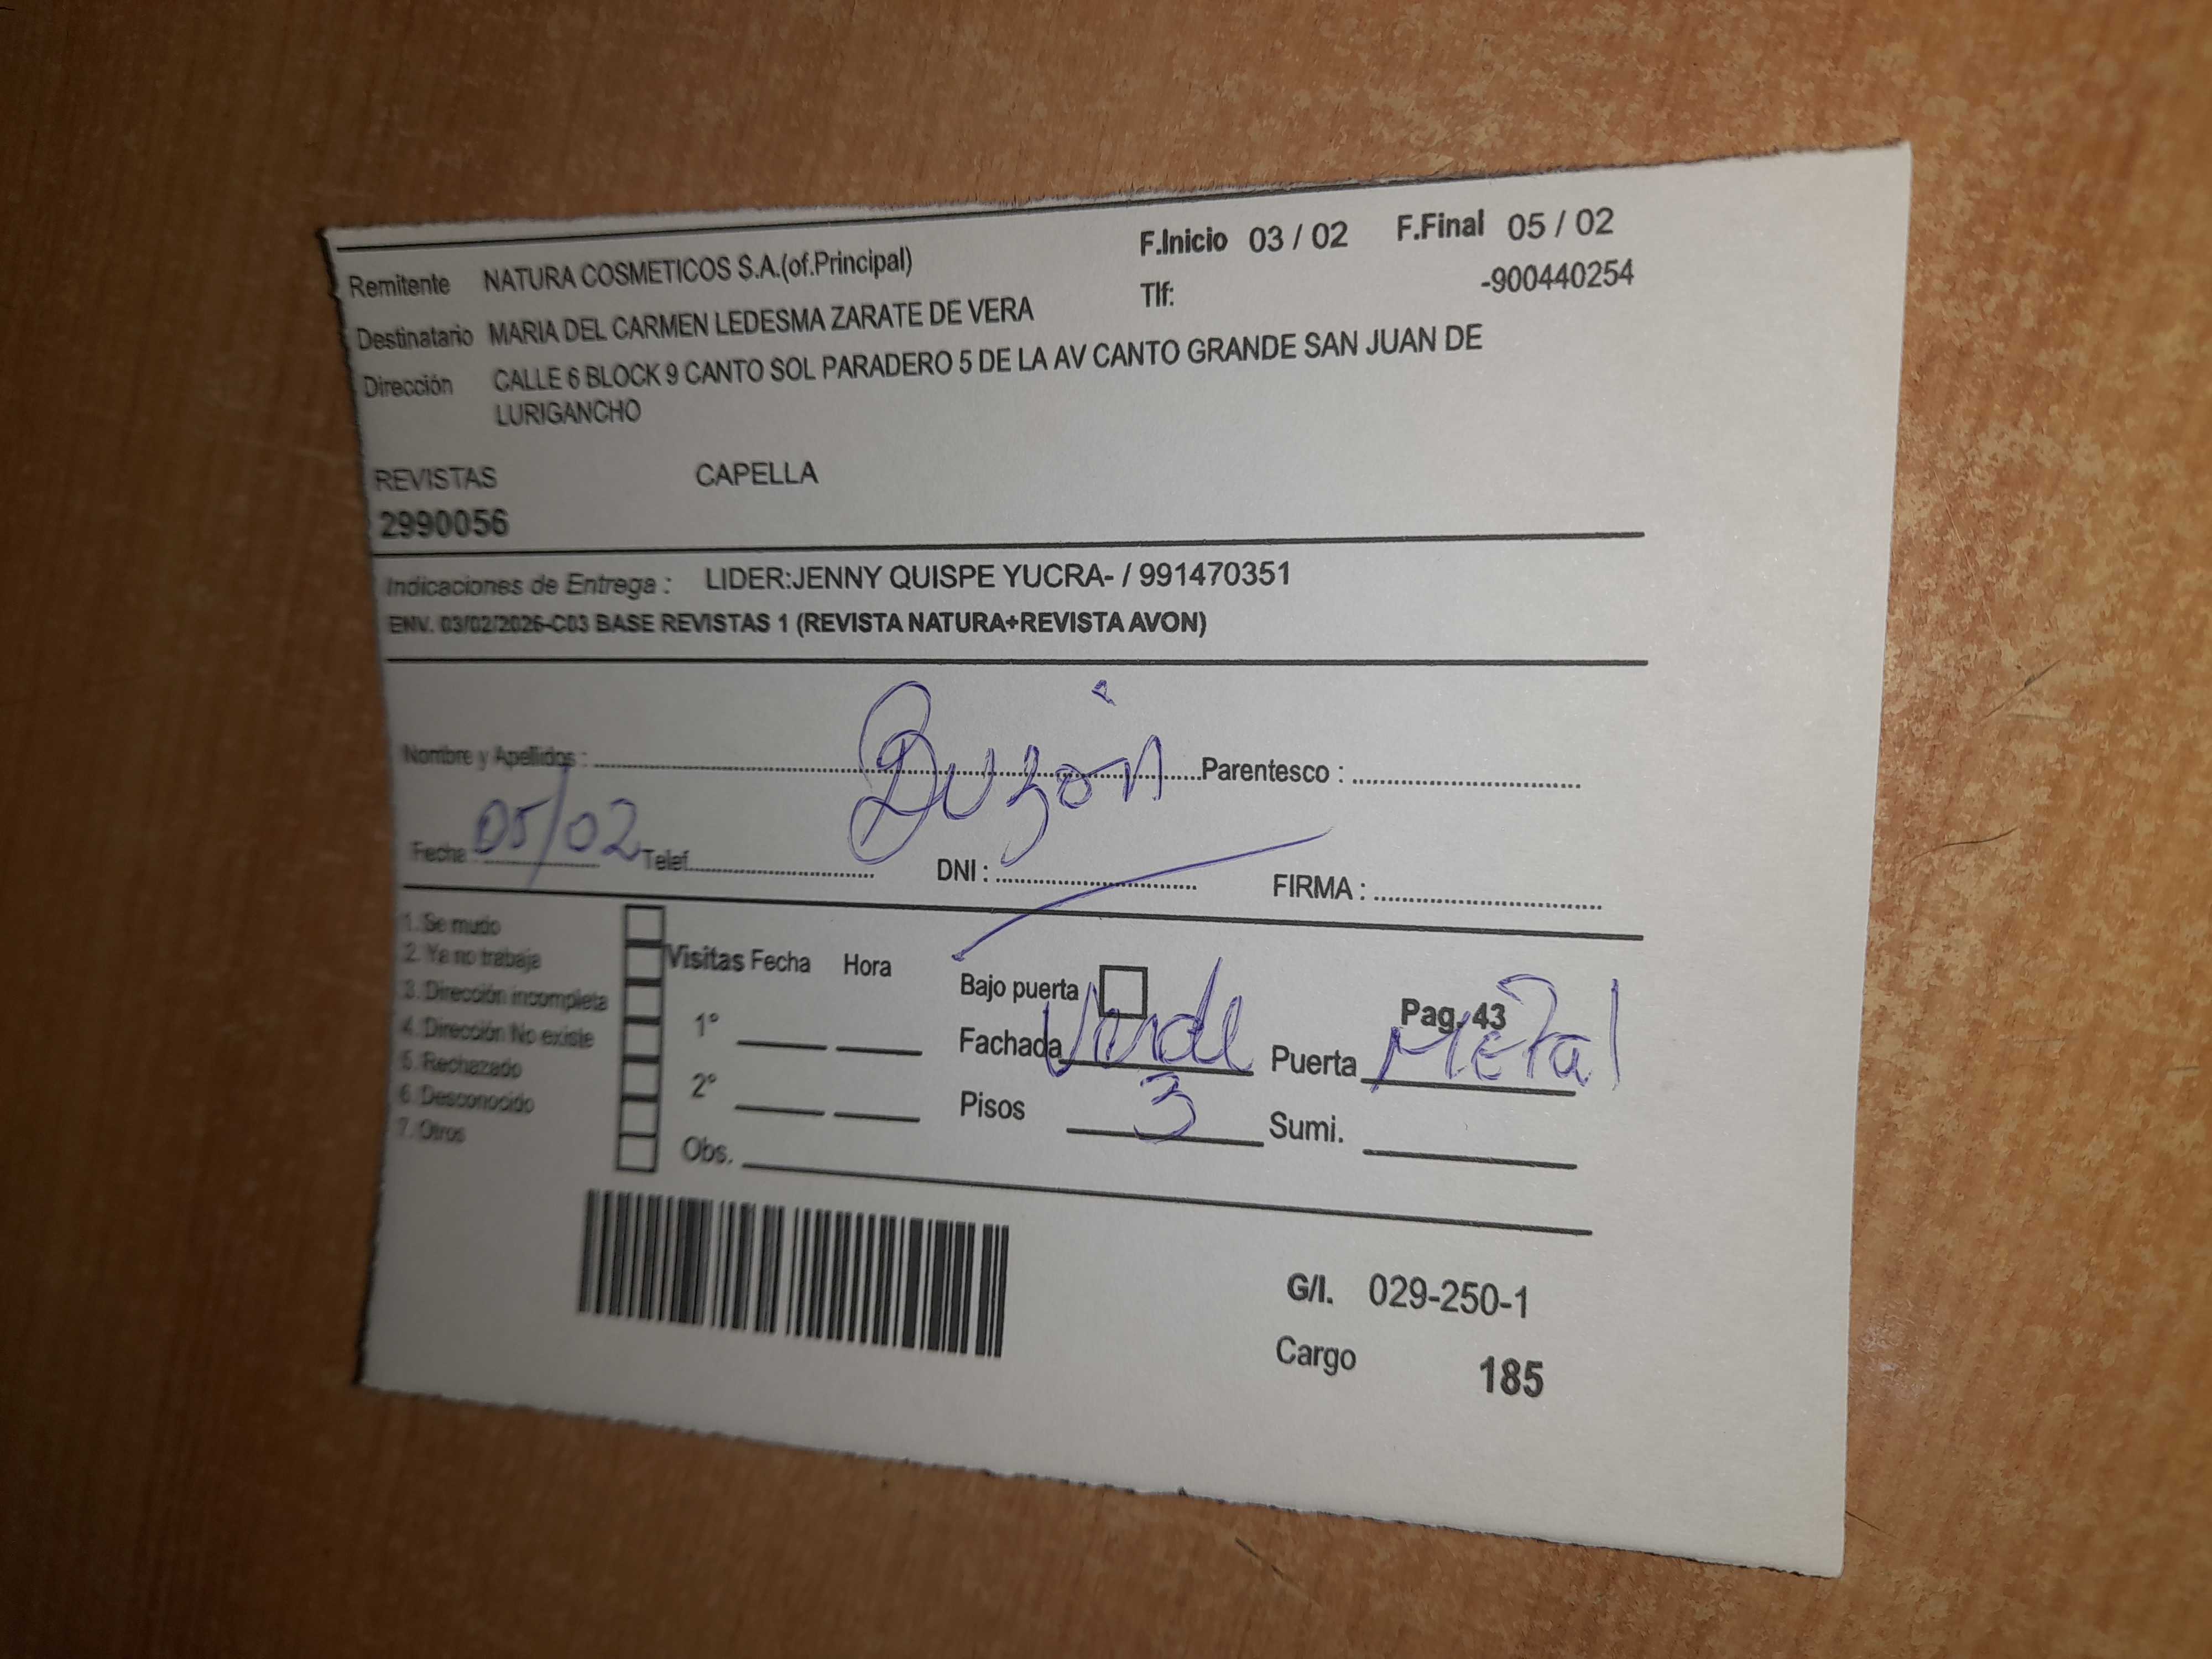 Remitente NATURA COSMETICOS S.A.(of.Principal) F.Inicio 03 / 02 F.Final 05 / 02
Destinatario MARIA DEL CARMEN LEDESMA ZARATE DE VERA Tlf: -900440254
Dirección CALLE 6 BLOCK 9 CANTO SOL PARADERO 5 DE LA AV CANTO GRANDE SAN JUAN DE
LURIGANCHO
REVISTAS CAPELLA
2990056
Indicaciones de Entrega : LIDER:JENNY QUISPE YUCRA- / 991470351
ENV. 03/02/2026-C03 BASE REVISTAS 1 (REVISTA NATURA+REVISTA AVON)
Nombre y Apellidos : Buzón Parentesco :
Fecha : 05/02 Telef. DNI : FIRMA :
1. Se mudo
2. Ya no trabaja Visitas Fecha Hora Bajo puerta Pag. 43
3. Dirección incompleta 1°
4. Dirección No existe Fachada Verde Puerta Metal
5. Rechazado 2°
6. Desconocido Pisos 3 Sumi.
7. Otros Obs.
G/I. 029-250-1
Cargo 185